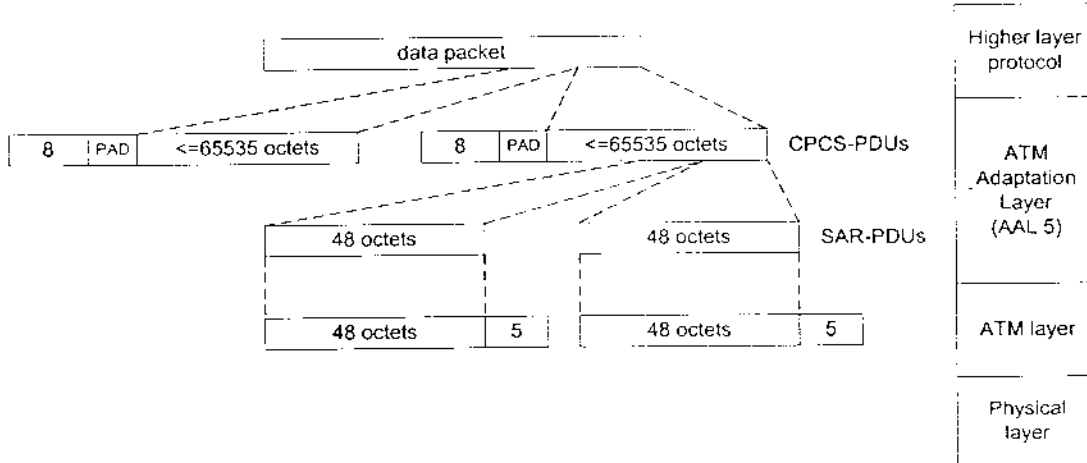 data packet
8 PAD <=65535 octets
8 PAD <=65535 octets
CPCS-PDUs
48 octets
48 octets
SAR-PDUs
48 octets 5
48 octets 5
Higher layer
protocol
ATM
Adaptation
Layer
(AAL 5)
ATM layer
Physical
layer